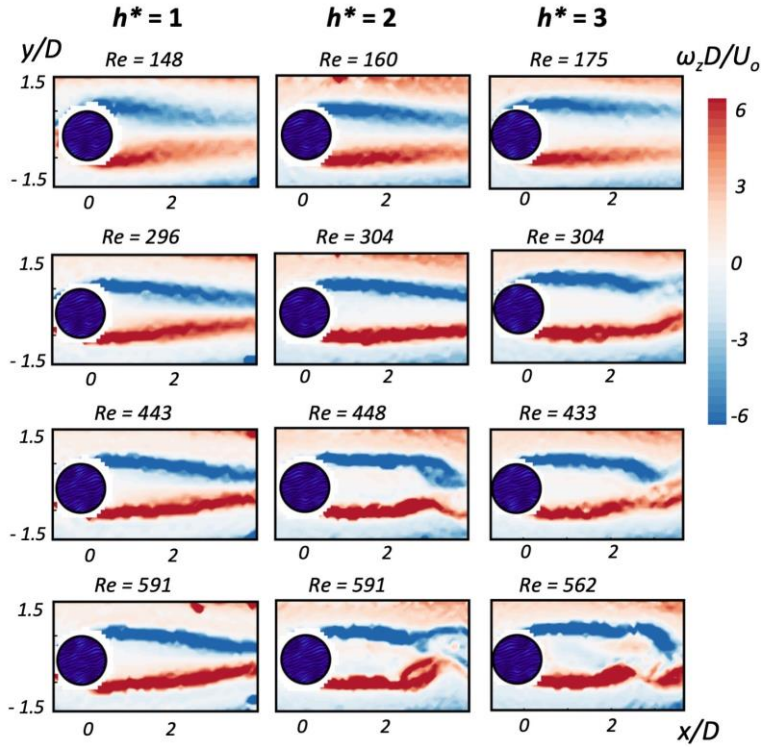 h* = 1 h* = 2 h* = 3
y/D Re = 148 Re = 160 Re = 175 ω_zD/U_o
1.5 6
3
-1.5 0
0 2 0 2 0 2
Re = 296 Re = 304 Re = 304
1.5 -3
-1.5 -6
0 2 0 2 0 2
Re = 443 Re = 448 Re = 433
1.5
-1.5
0 2 0 2 0 2
Re = 591 Re = 591 Re = 562
1.5
-1.5
0 2 0 2 0 2 x/D